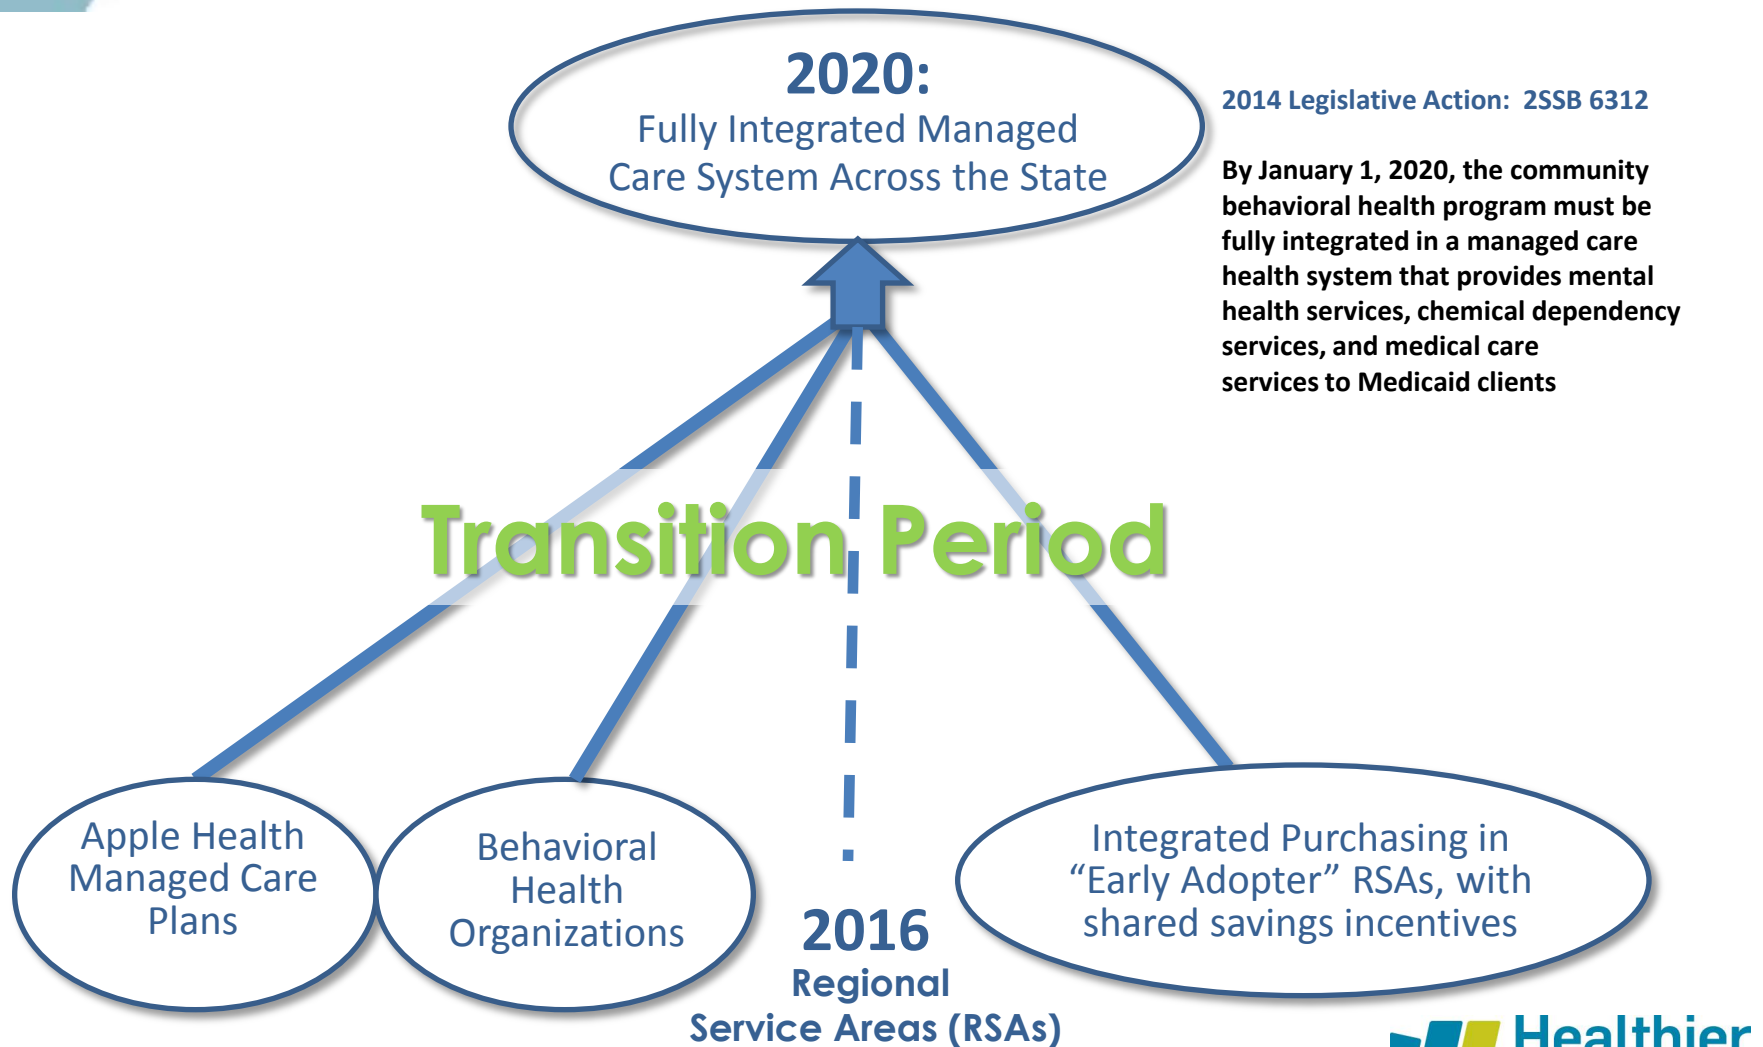 2020:
Fully Integrated Managed
Care System Across the State
2014 Legislative Action:  2SSB 6312
By January 1, 2020, the community
behavioral health program must be
fully integrated in a managed care
health system that provides mental
health services, chemical dependency
services, and medical care
services to Medicaid clients
Transition Period
Apple Health
Managed Care
Plans
Behavioral
Health
Organizations
2016
Regional
Service Areas (RSAs)
Integrated Purchasing in
“Early Adopter” RSAs, with
shared savings incentives
Healthier